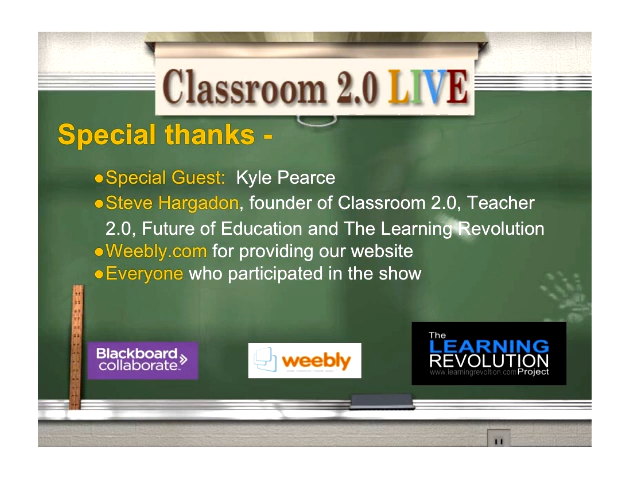 Classroom 2.0 LIVE
Special thanks -
●Special Guest: Kyle Pearce
●Steve Hargadon, founder of Classroom 2.0, Teacher
2.0, Future of Education and The Learning Revolution
●Weebly.com for providing our website
●Everyone who participated in the show
Blackboard
collaborate
weebly
The
LEARNING
REVOLUTION
www.learningrevoltion.com Project